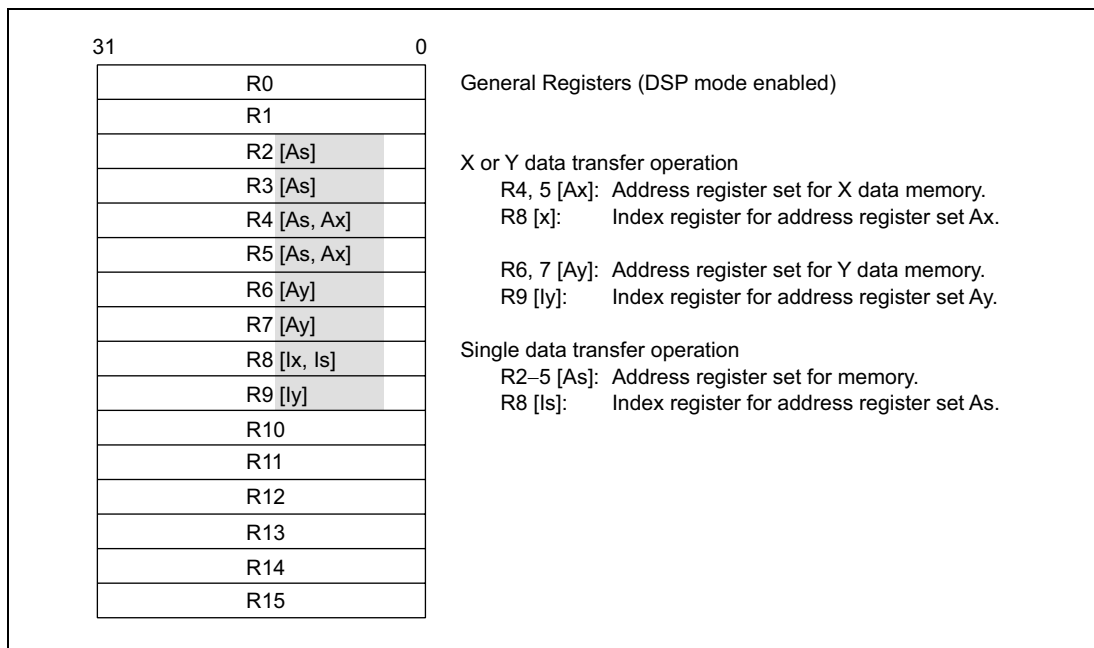 31 0
R0
R1
R2 [As]
R3 [As]
R4 [As, Ax]
R5 [As, Ax]
R6 [Ay]
R7 [Ay]
R8 [Ix, Is]
R9 [Iy]
R10
R11
R12
R13
R14
R15
General Registers (DSP mode enabled)
X or Y data transfer operation
R4, 5 [Ax]: Address register set for X data memory.
R8 [x]: Index register for address register set Ax.
R6, 7 [Ay]: Address register set for Y data memory.
R9 [Iy]: Index register for address register set Ay.
Single data transfer operation
R2–5 [As]: Address register set for memory.
R8 [Is]: Index register for address register set As.